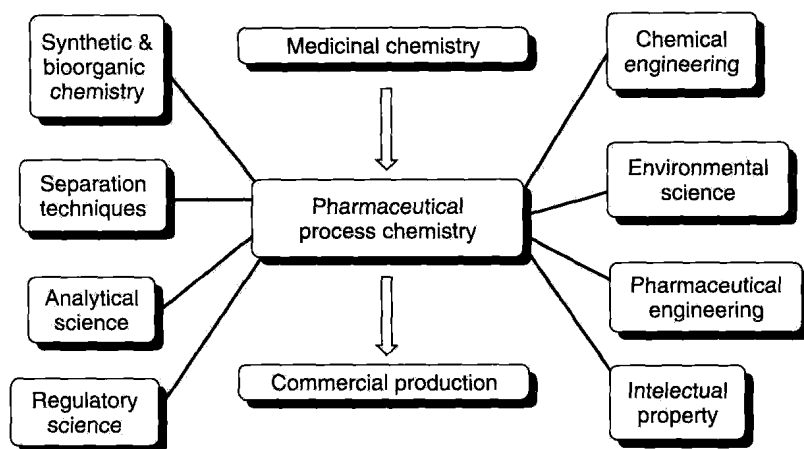 Synthetic &
bioorganic
chemistry
Medicinal chemistry
Chemical
engineering
Separation
techniques
Pharmaceutical
process chemistry
Environmental
science
Analytical
science
Pharmaceutical
engineering
Regulatory
science
Commercial production
Intelectual
property